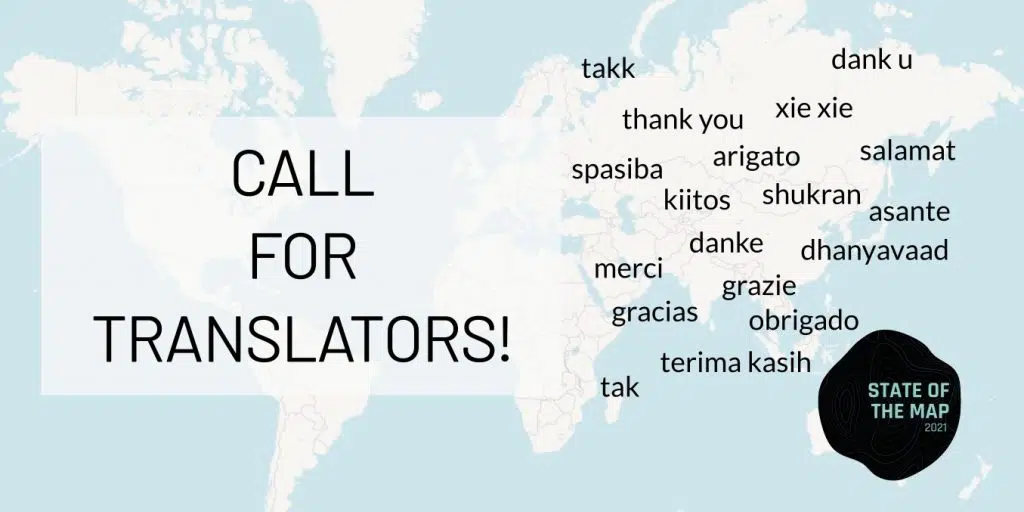 CALL
FOR
TRANSLATORS!
takk
dank u
thank you
xie xie
spasiba
arigato
salamat
kiitos
shukran
asante
danke
dhanyavaad
merci
grazie
gracias
obrigado
terima kasih
tak
STATE OF
THE MAP
2021